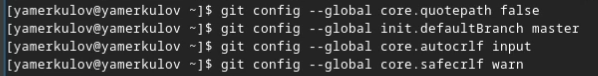 [yamerkulov@yamerkulov ~]$ git config --global core.quotepath false
[yamerkulov@yamerkulov ~]$ git config --global init.defaultBranch master
[yamerkulov@yamerkulov ~]$ git config --global core.autocrlf input
[yamerkulov@yamerkulov ~]$ git config --global core.safecrlf warn